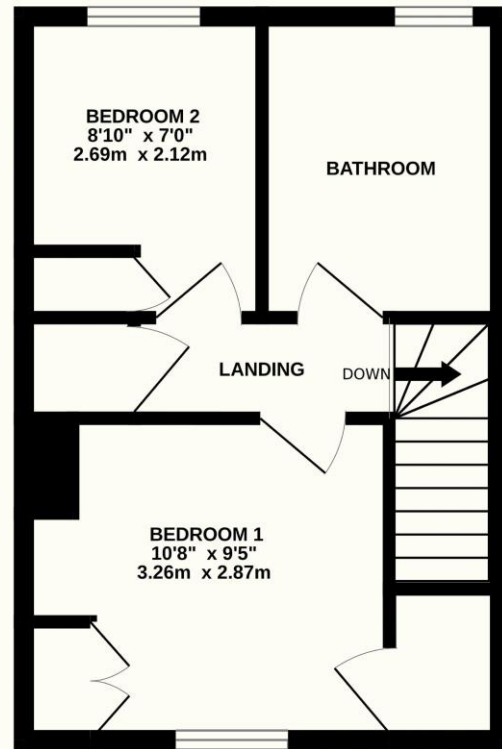 BEDROOM 2
8'10" x 7'0"
2.69m x 2.12m
BATHROOM
LANDING
DOWN
BEDROOM 1
10'8" x 9'5"
3.26m x 2.87m